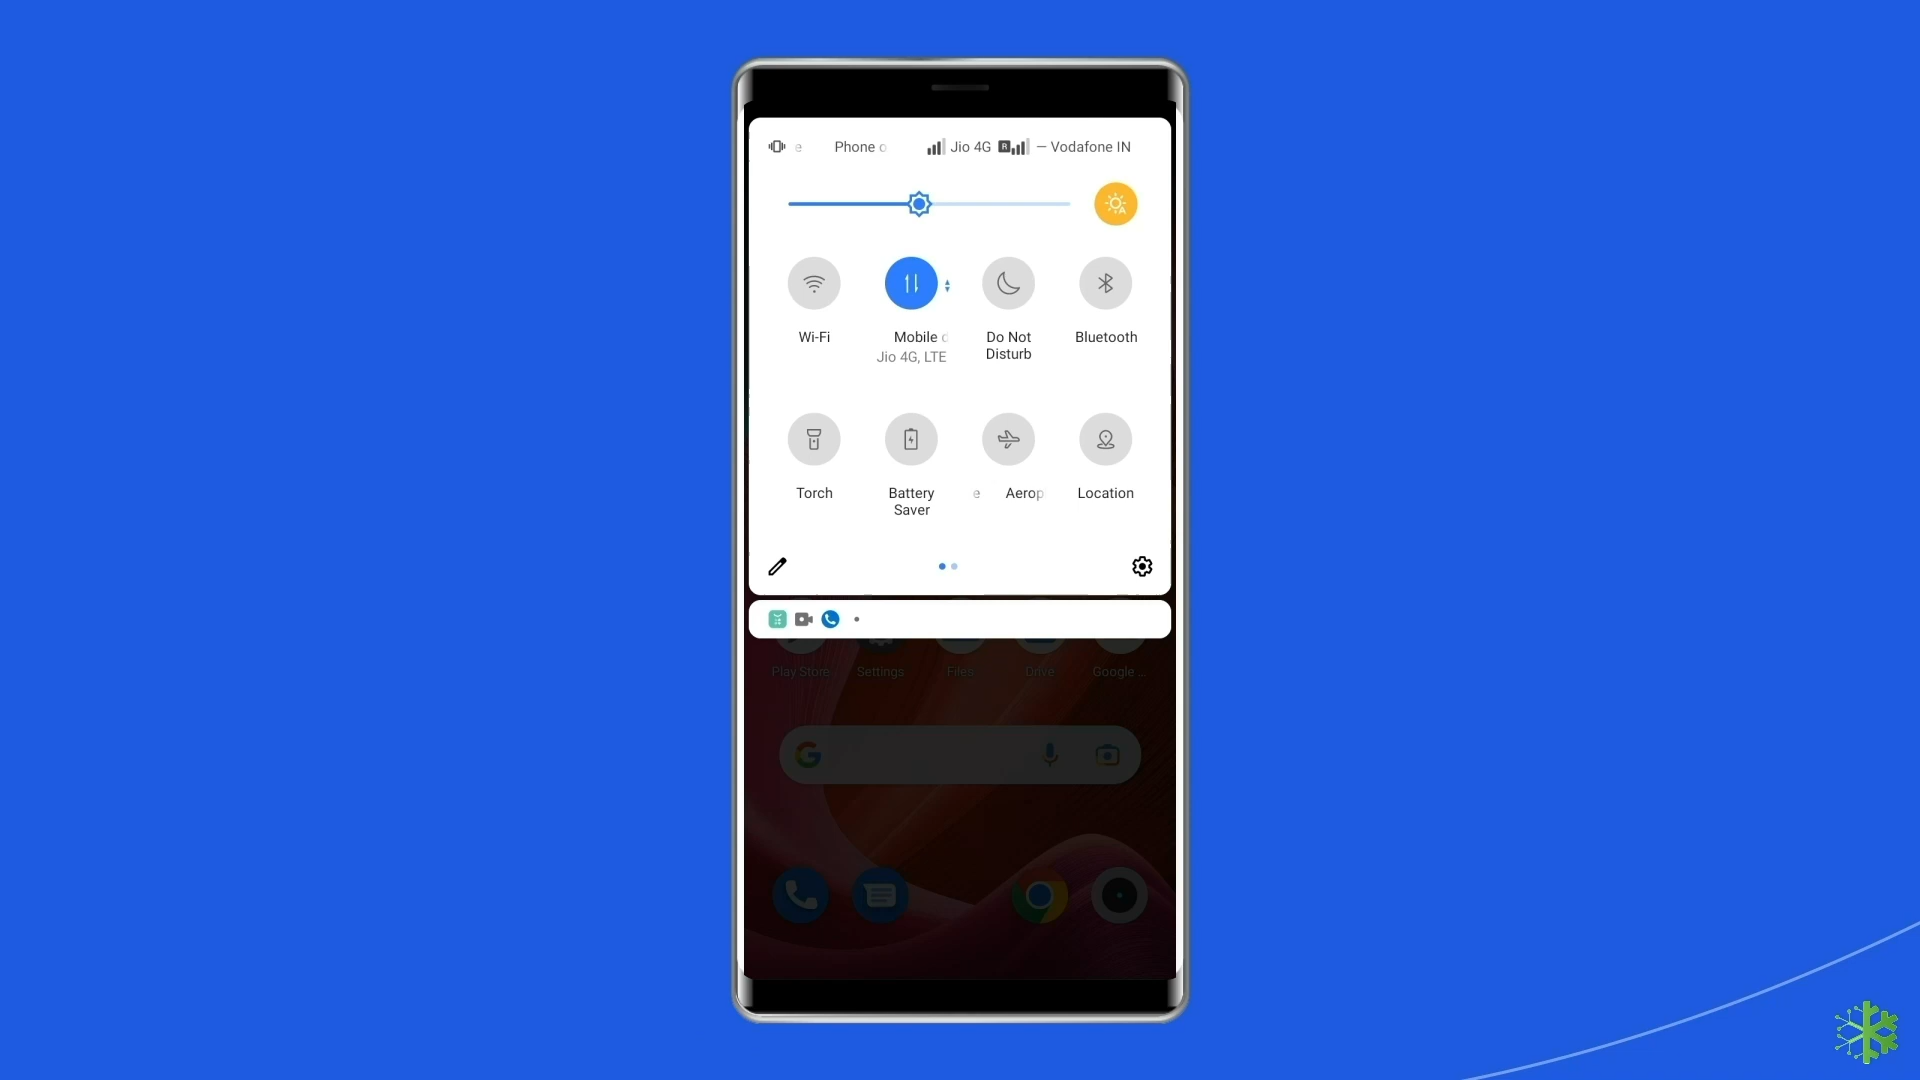 e Phone o Jio 4G R — Vodafone IN
Wi-Fi Mobile d Do Not Disturb Bluetooth
Jio 4G, LTE
Torch Battery Saver e Aerop Location
Play Store Settings Files Drive Google ...